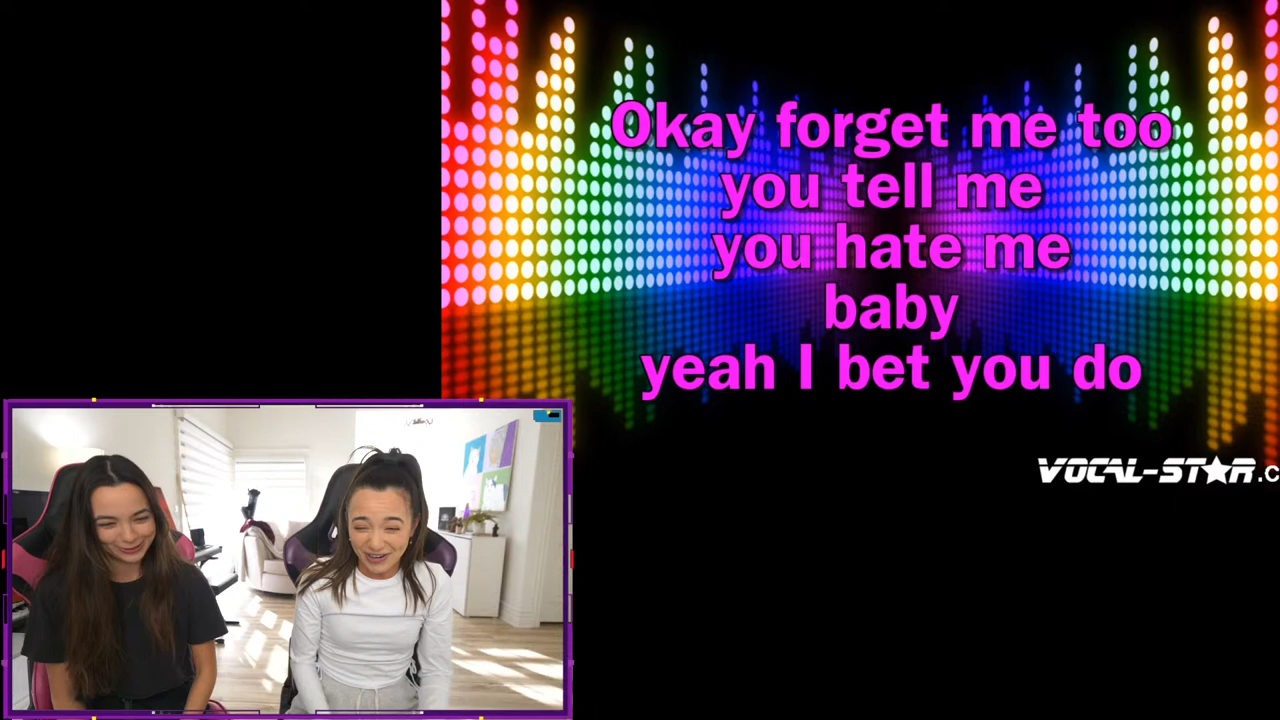 Okay forget me too
you tell me
you hate me
baby
yeah I bet you do
VOCAL-STAR.C